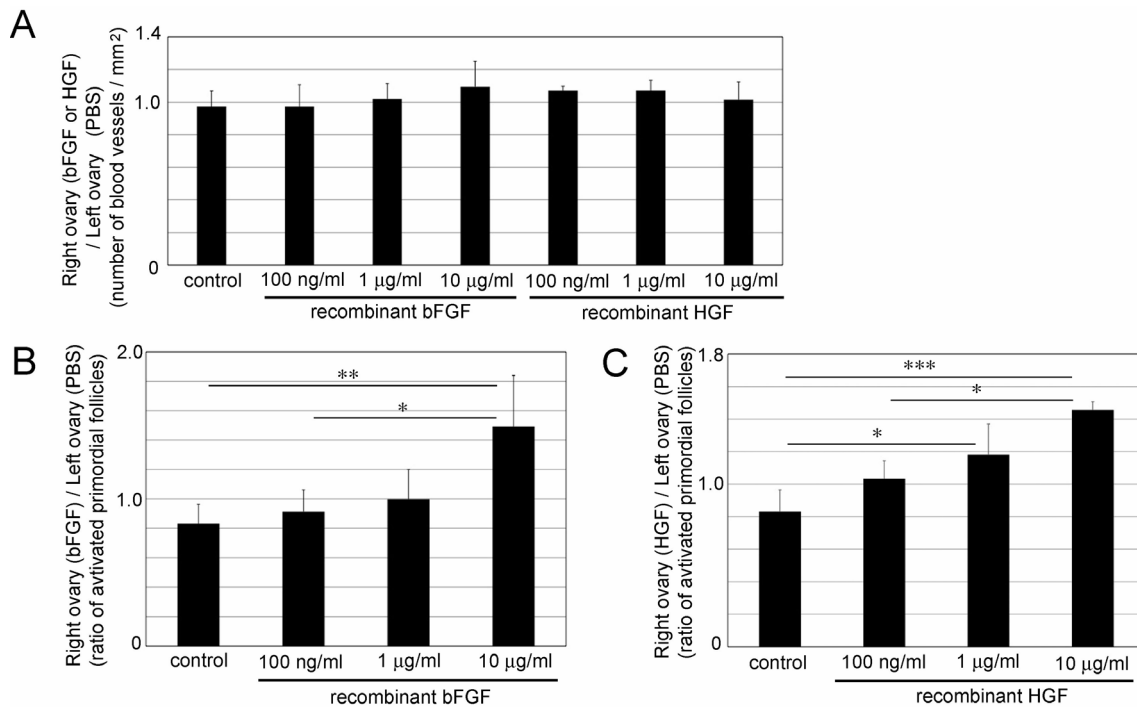 A
Right ovary (bFGF or HGF)
/ Left ovary (PBS)
(number of blood vessels / mm²)
1.4
1.0
0
control
100 ng/ml
1 μg/ml
10 μg/ml
100 ng/ml
1 μg/ml
10 μg/ml
recombinant bFGF
recombinant HGF
B
Right ovary (bFGF) / Left ovary (PBS)
(ratio of avtivated primordial follicles)
2.0
1.0
0
**
*
control
100 ng/ml
1 μg/ml
10 μg/ml
recombinant bFGF
C
Right ovary (HGF) / Left ovary (PBS)
(ratio of avtivated primordial follicles)
1.8
1.0
0
***
*
*
control
100 ng/ml
1 μg/ml
10 μg/ml
recombinant HGF